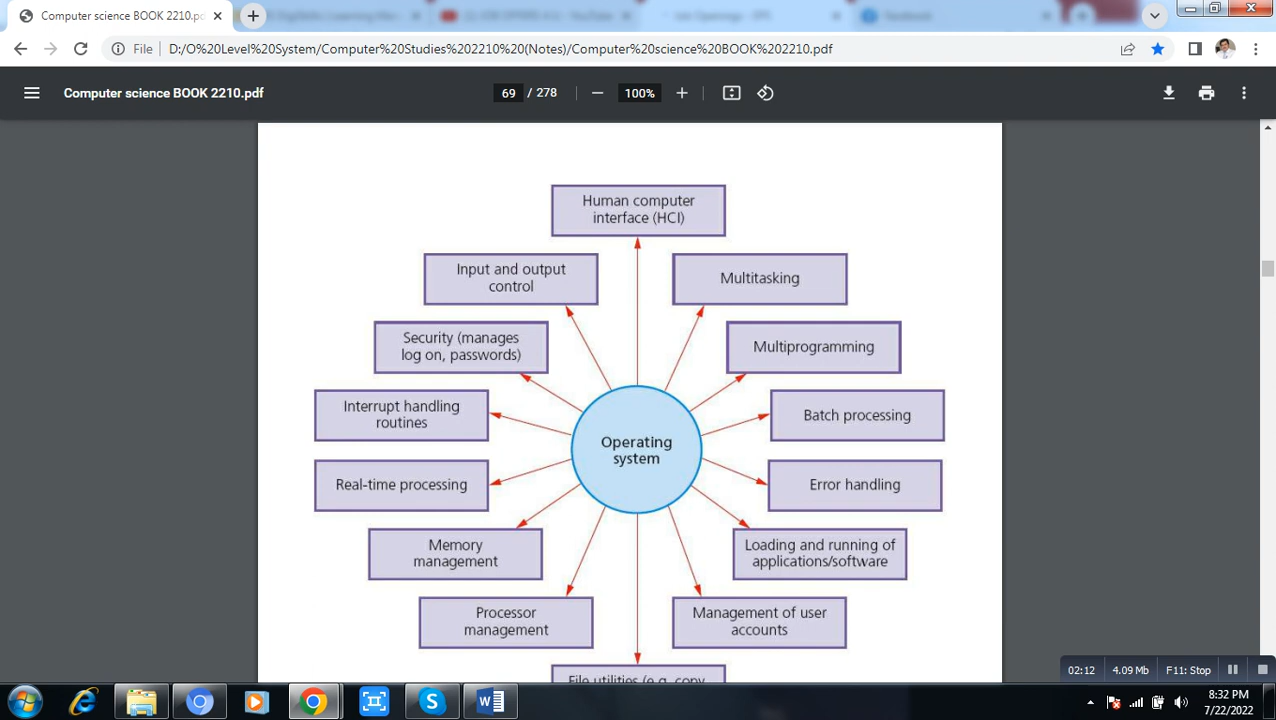 Computer science BOOK 2210.pd
File
D:/O%20Level%20System/Computer%20Studies%202210%20(Notes)/Computer%20science%20BOOK%202210.pdf
Computer science BOOK 2210.pdf
69 / 278
100%
Human computer
interface (HCI)
Input and output
control
Multitasking
Security (manages
log on, passwords)
Multiprogramming
Interrupt handling
routines
Batch processing
Operating
system
Real-time processing
Error handling
Memory
management
Loading and running of
applications/software
Processor
management
Management of user
accounts
File utilities (e.g. copy
02:12
4.09 Mb
F11: Stop
8:32 PM
7/22/2022